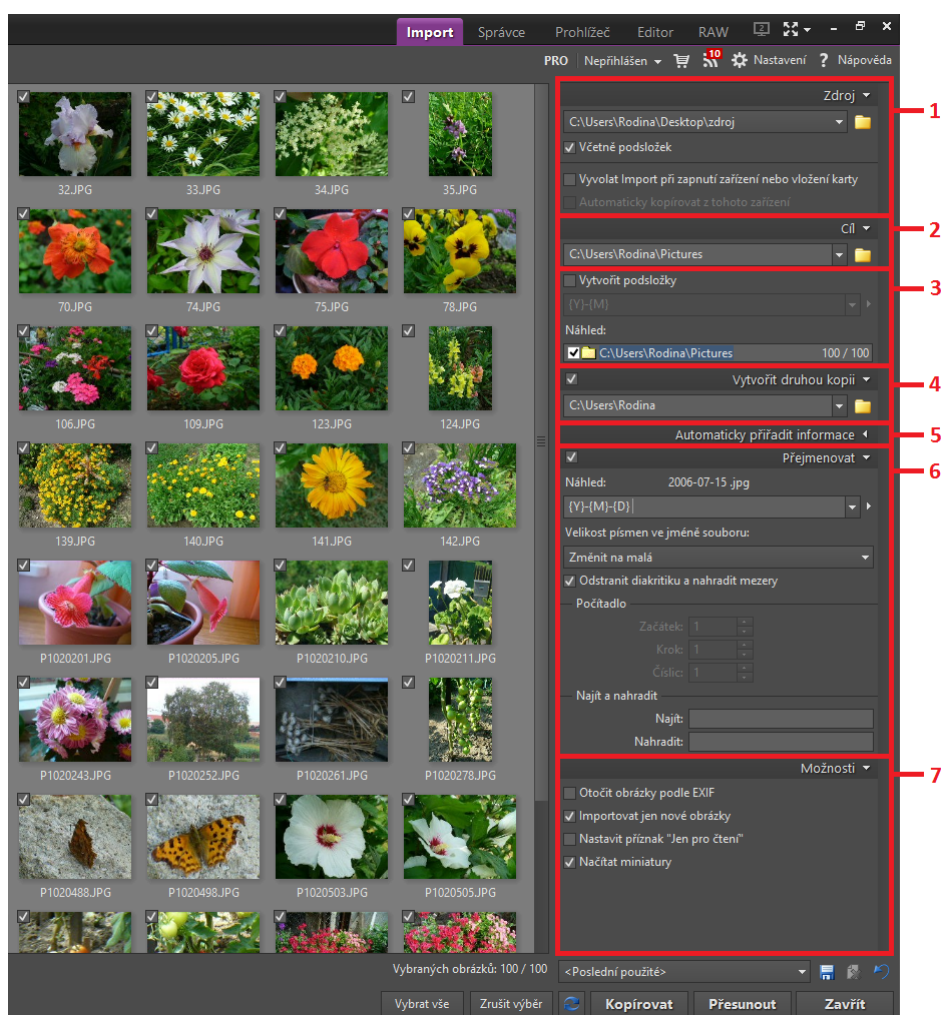 Import Správce Prohlížeč Editor RAW 2
PRO Nepřihlášen 10 Nastavení ? Nápověda
Zdroj
1
C:\Users\Rodina\Desktop\zdroj
Včetně podsložek
32.JPG 33.JPG 34.JPG 35.JPG
Vyvolat Import při zapnutí zařízení nebo vložení karty
Automaticky kopírovat z tohoto zařízení
Cíl
2
C:\Users\Rodina\Pictures
Vytvořit podsložky
3
{Y}-{M}
70.JPG 74.JPG 75.JPG 78.JPG
Náhled:
C:\Users\Rodina\Pictures 100 / 100
Vytvořit druhou kopii
4
C:\Users\Rodina
106.JPG 109.JPG 123.JPG 124.JPG
Automaticky přiřadit informace
5
Přejmenovat
6
Náhled: 2006-07-15 .jpg
{Y}-{M}-{D}
Velikost písmen ve jméně souboru:
139.JPG 140.JPG 141.JPG 142.JPG
Změnit na malá
Odstranit diakritiku a nahradit mezery
Počítadlo
Začátek: 1
Krok: 1
P1020201.JPG P1020205.JPG P1020210.JPG P1020211.JPG
Číslic: 1
Najít a nahradit
Najít:
Nahradit:
P1020243.JPG P1020252.JPG P1020261.JPG P1020278.JPG
Možnosti
7
Otočit obrázky podle EXIF
Importovat jen nové obrázky
Nastavit příznak "Jen pro čtení"
Načítat miniatury
P1020488.JPG P1020498.JPG P1020503.JPG P1020505.JPG
Vybraných obrázků: 100 / 100 <Poslední použité>
Vybrat vše Zrušit výběr Kopírovat Přesunout Zavřít